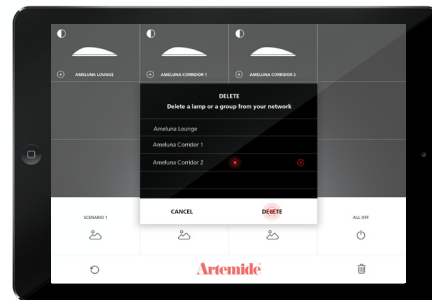 AMELUNA LOUNGE
AMELUNA CORRIDOR 1
AMELUNA CORRIDOR 2
DELETE
Delete a lamp or a group from your network
Ameluna Lounge
Ameluna Corridor 1
Ameluna Corridor 2
CANCEL
DELETE
SCENARIO 1
ALL OFF
Artemide